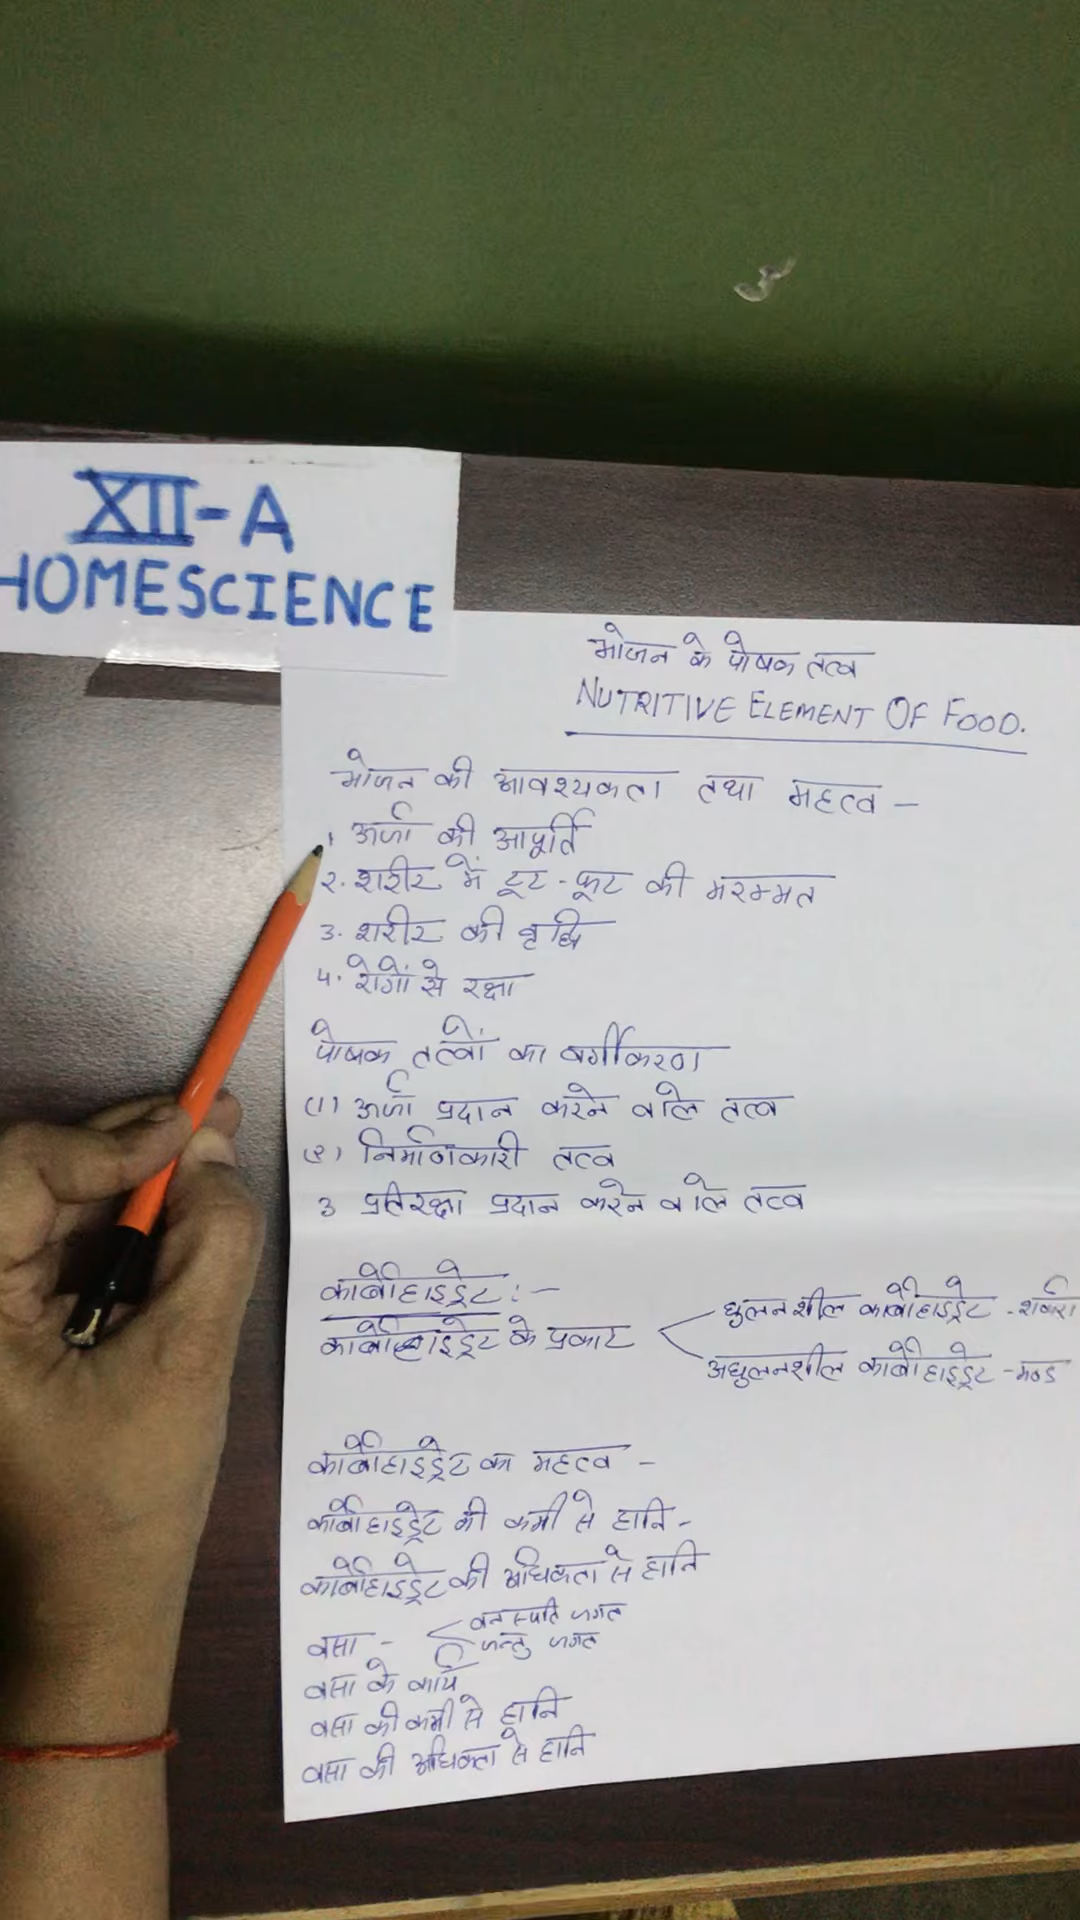 XII-A
HOMESCIENCE
भोजन के पोषक तत्व
NUTRITIVE ELEMENT OF FOOD.
भोजन की आवश्यकता तथा महत्व -
1. ऊर्जा की आपूर्ति
२. शरीर में टूट-फूट की मरम्मत
3. शरीर की वृद्धि
4. रोगों से रक्षा
पोषक तत्वों का वर्गीकरण
(1) ऊर्जा प्रदान करने वाले तत्व
(2) निर्माणकारी तत्व
3 प्रतिरक्षा प्रदान करने वाले तत्व
कार्बोहाइड्रेट :-
कार्बोहाइड्रेट के प्रकार
घुलनशील कार्बोहाइड्रेट - शर्करा
अघुलनशील कार्बोहाइड्रेट - मण्ड
कार्बोहाइड्रेट का महत्व -
कार्बोहाइड्रेट की कमी से हानि -
कार्बोहाइड्रेट की अधिकता से हानि
वसा - वनस्पति जगत
जन्तु जगत
वसा के कार्य
वसा की कमी से हानि
वसा की अधिकता से हानि